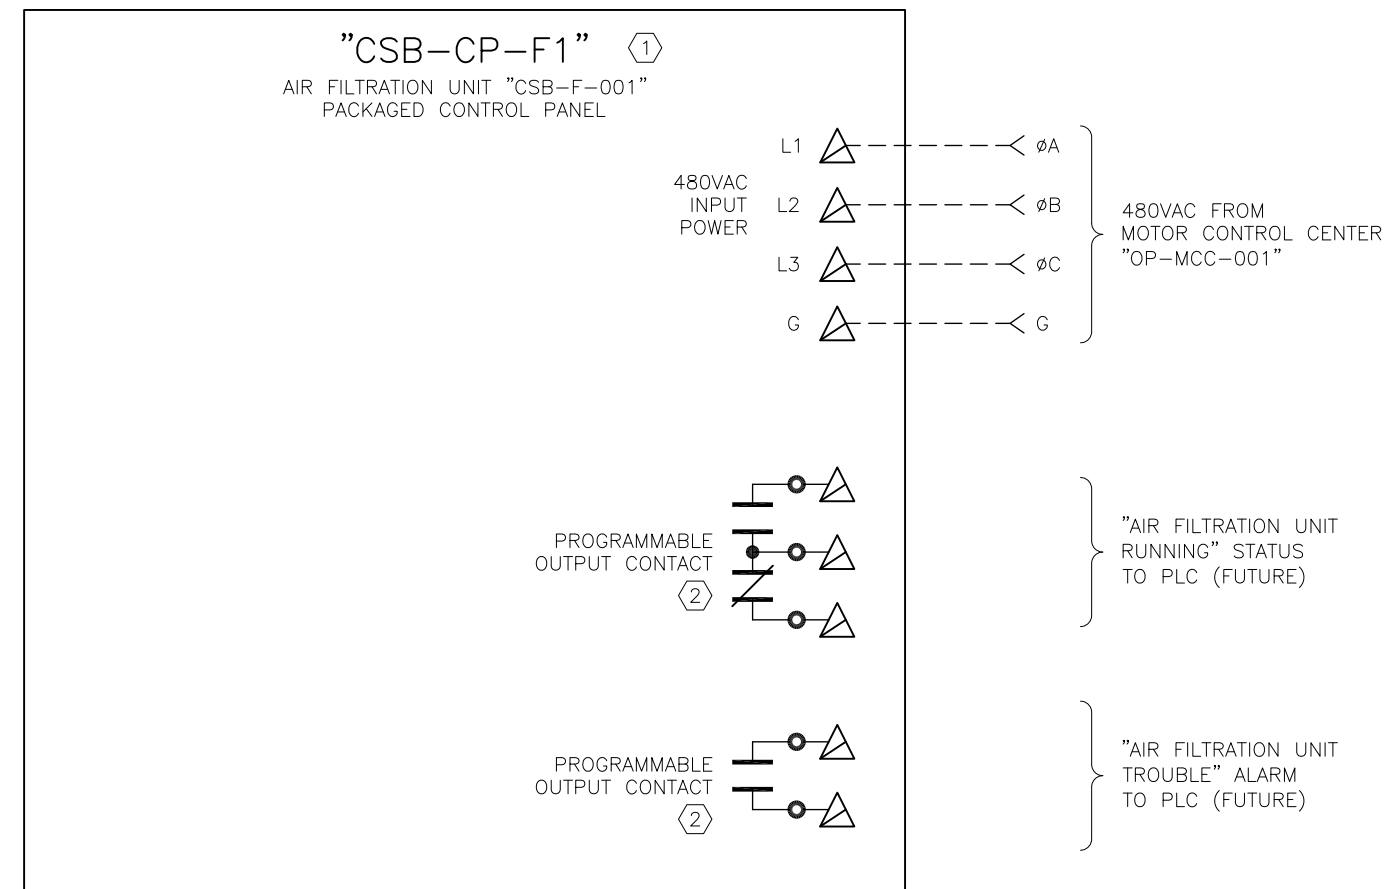 "CSB-CP-F1" 1
AIR FILTRATION UNIT "CSB-F-001"
PACKAGED CONTROL PANEL
L1
øA
480VAC
INPUT
POWER
L2
øB
L3
øC
G
G
480VAC FROM
MOTOR CONTROL CENTER
"OP-MCC-001"
PROGRAMMABLE
OUTPUT CONTACT
2
"AIR FILTRATION UNIT
RUNNING" STATUS
TO PLC (FUTURE)
PROGRAMMABLE
OUTPUT CONTACT
2
"AIR FILTRATION UNIT
TROUBLE" ALARM
TO PLC (FUTURE)